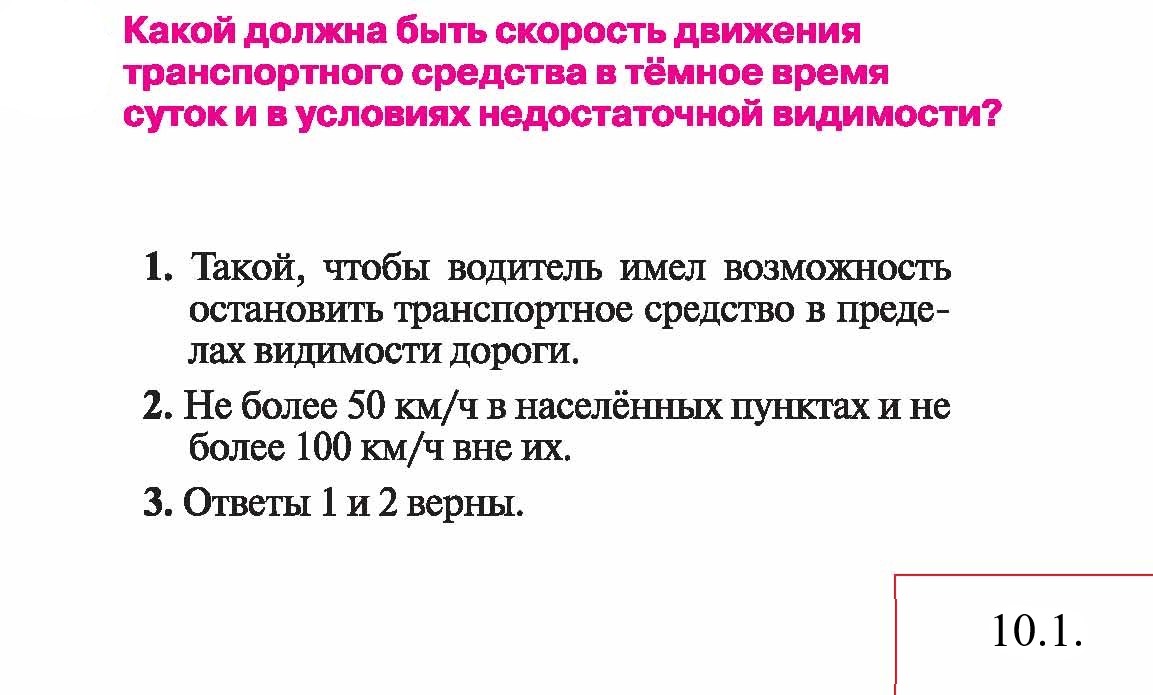 Какой должна быть скорость движения
транспортного средства в тёмное время
суток и в условиях недостаточной видимости?
1. Такой, чтобы водитель имел возможность
остановить транспортное средство в преде-
лах видимости дороги.
2. Не более 50 км/ч в населённых пунктах и не
более 100 км/ч вне их.
3. Ответы 1 и 2 верны.
10.1.